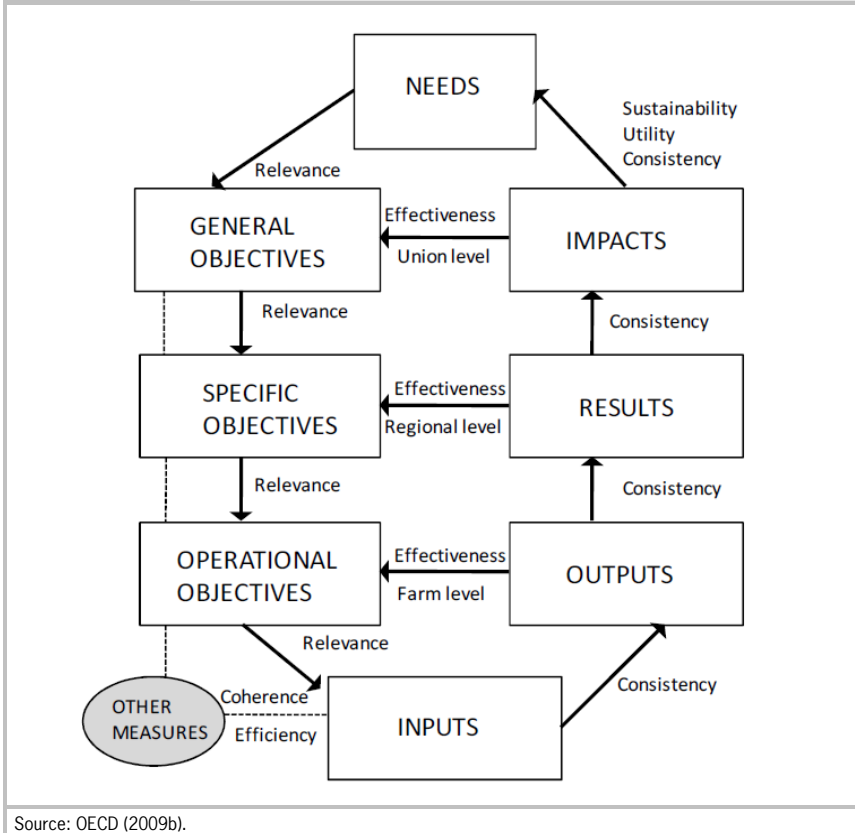 NEEDS
Sustainability
Utility
Consistency
Relevance
GENERAL
OBJECTIVES
Effectiveness
Union level
IMPACTS
Relevance
Consistency
SPECIFIC
OBJECTIVES
Effectiveness
Regional level
RESULTS
Relevance
Consistency
OPERATIONAL
OBJECTIVES
Effectiveness
Farm level
OUTPUTS
Relevance
Consistency
OTHER
MEASURES
Coherence
Efficiency
INPUTS
Source: OECD (2009b).